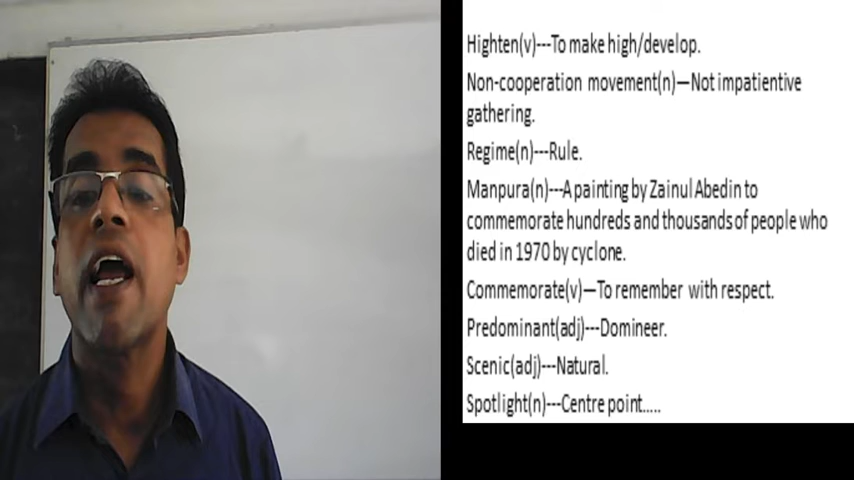 Highten(v)---To make high/develop.
Non-cooperation movement(n)—Not impatientive
gathering.
Regime(n)---Rule.
Manpura(n)---A painting by Zainul Abedin to
commemorate hundreds and thousands of people who
died in 1970 by cyclone.
Commemorate(v)—To remember with respect.
Predominant(adj)---Domineer.
Scenic(adj)---Natural.
Spotlight(n)---Centre point.....